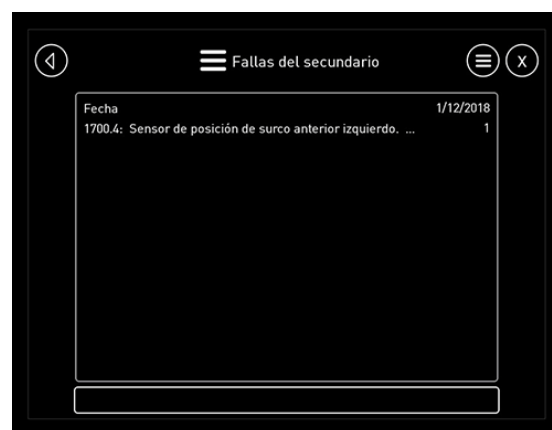 Fallas del secundario
X
Fecha 1/12/2018
1700.4: Sensor de posición de surco anterior izquierdo. ... 1